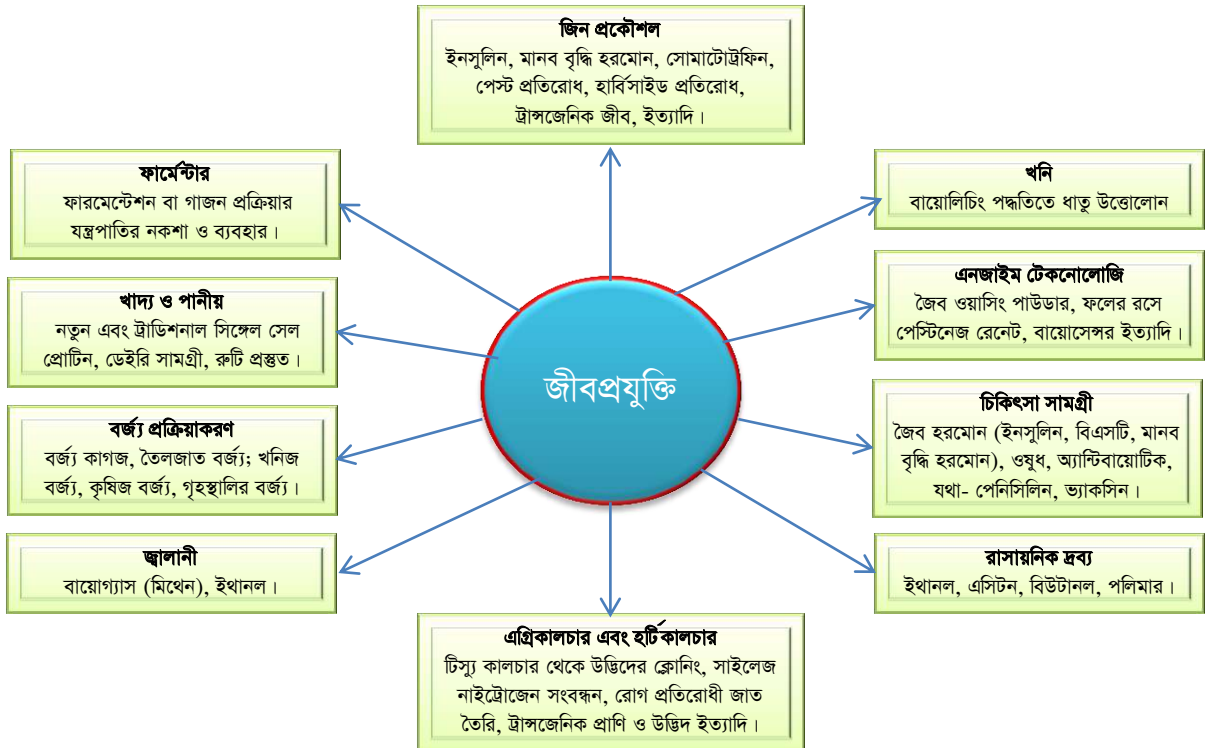 জিন প্রকৌশল
ইনসুলিন, মানব বৃদ্ধি হরমোন, সোমাটোট্রফিন,
পেস্ট প্রতিরোধ, হার্বিসাইড প্রতিরোধ,
ট্রান্সজেনিক জীব, ইত্যাদি।
ফার্মেন্টার
ফারমেন্টেশন বা গাজন প্রক্রিয়ার
যন্ত্রপাতির নকশা ও ব্যবহার।
খনি
বায়োলিচিং পদ্ধতিতে ধাতু উত্তোলোন
খাদ্য ও পানীয়
নতুন এবং ট্রাডিশনাল সিঙ্গেল সেল
প্রোটিন, ডেইরি সামগ্রী, রুটি প্রস্তুত।
এনজাইম টেকনোলোজি
জৈব ওয়াসিং পাউডার, ফলের রসে
পেস্টিনেজ রেনেট, বায়োসেন্সর ইত্যাদি।
জীবপ্রযুক্তি
বর্জ্য প্রক্রিয়াকরণ
বর্জ্য কাগজ, তৈলজাত বর্জ্য; খনিজ
বর্জ্য, কৃষিজ বর্জ্য, গৃহস্থালির বর্জ্য।
চিকিৎসা সামগ্রী
জৈব হরমোন (ইনসুলিন, বিএসটি, মানব
বৃদ্ধি হরমোন), ওষুধ, অ্যান্টিবায়োটিক,
যথা- পেনিসিলিন, ভ্যাকসিন।
জ্বালানী
বায়োগ্যাস (মিথেন), ইথানল।
রাসায়নিক দ্রব্য
ইথানল, এসিটন, বিউটানল, পলিমার।
এগ্রিকালচার এবং হর্টিকালচার
টিস্যু কালচার থেকে উদ্ভিদের ক্লোনিং, সাইলেজ
নাইট্রোজেন সংবন্ধন, রোগ প্রতিরোধী জাত
তৈরি, ট্রান্সজেনিক প্রাণি ও উদ্ভিদ ইত্যাদি।